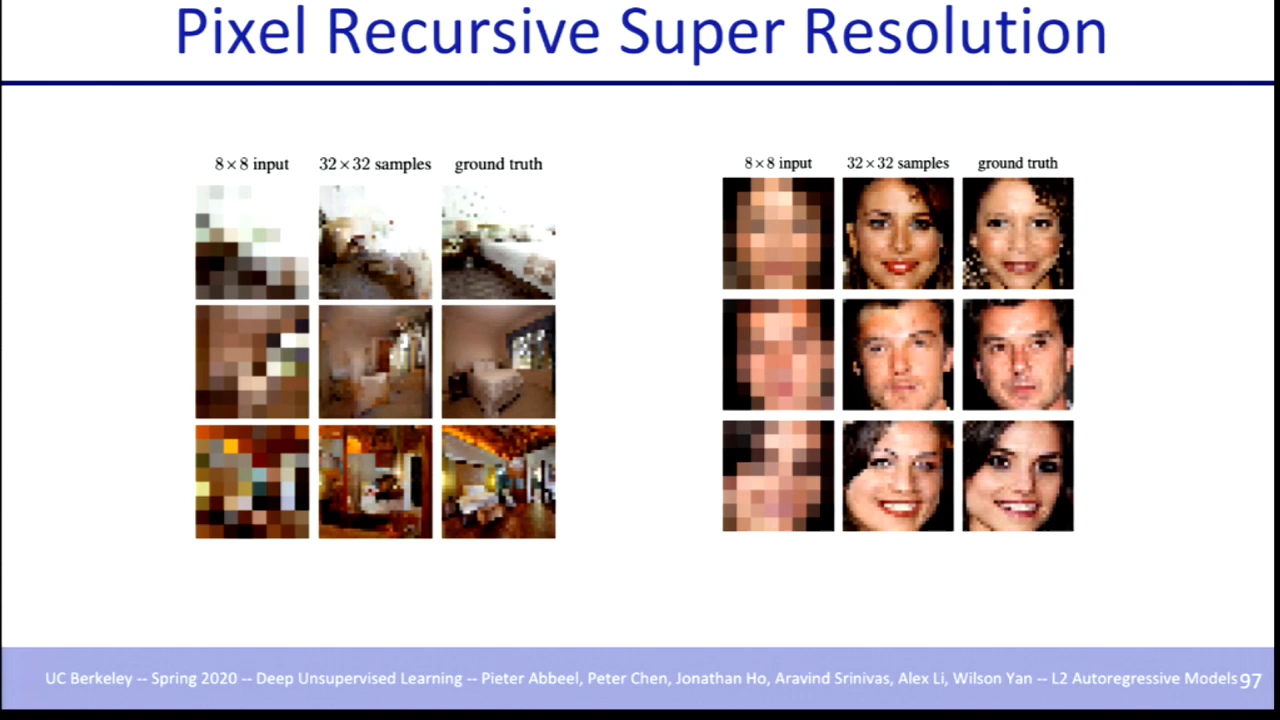 Pixel Recursive Super Resolution
8×8 input 32×32 samples ground truth
8×8 input 32×32 samples ground truth
UC Berkeley -- Spring 2020 -- Deep Unsupervised Learning -- Pieter Abbeel, Peter Chen, Jonathan Ho, Aravind Srinivas, Alex Li, Wilson Yan -- L2 Autoregressive Models 97